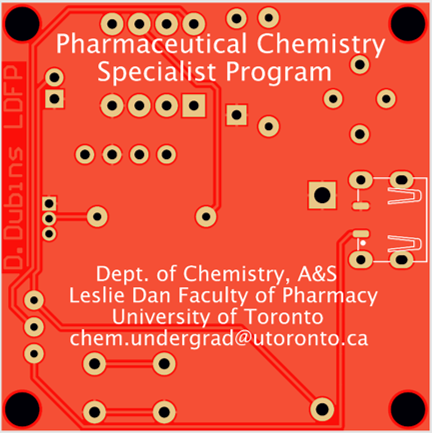 Pharmaceutical Chemistry
Specialist Program
D. Dubins LDFP
Dept. of Chemistry, A&S
Leslie Dan Faculty of Pharmacy
University of Toronto
chem.undergrad@utoronto.ca